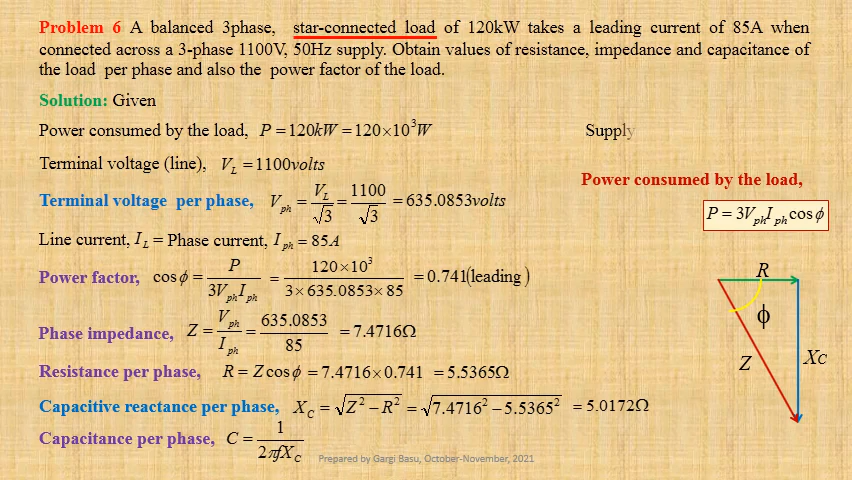 Problem 6 A balanced 3phase, star-connected load of 120kW takes a leading current of 85A when
connected across a 3-phase 1100V, 50Hz supply. Obtain values of resistance, impedance and capacitance of
the load per phase and also the power factor of the load.
Solution: Given
Power consumed by the load, P = 120kW = 120×10³W
Supply
Terminal voltage (line), V_L = 1100volts
Power consumed by the load,
Terminal voltage per phase, V_ph = V_L/√3 = 1100/√3 = 635.0853volts
P = 3V_ph I_ph cos ϕ
Line current, I_L = Phase current, I_ph = 85A
Power factor, cos ϕ = P/(3V_ph I_ph) = 120×10³/(3×635.0853×85) = 0.741(leading)
R
ϕ
Z
X_C
Phase impedance, Z = V_ph/I_ph = 635.0853/85 = 7.4716Ω
Resistance per phase, R = Z cos ϕ = 7.4716×0.741 = 5.5365Ω
Capacitive reactance per phase, X_C = √(Z² − R²) = √(7.4716² − 5.5365²) = 5.0172Ω
Capacitance per phase, C = 1/(2πfX_C)
Prepared by Gargi Basu, October-November, 2021